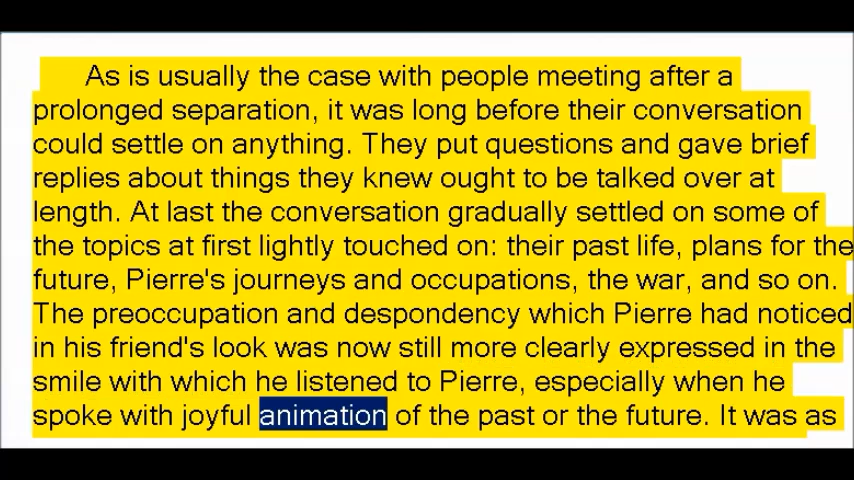 As is usually the case with people meeting after a
prolonged separation, it was long before their conversation
could settle on anything. They put questions and gave brief
replies about things they knew ought to be talked over at
length. At last the conversation gradually settled on some of
the topics at first lightly touched on: their past life, plans for the
future, Pierre's journeys and occupations, the war, and so on.
The preoccupation and despondency which Pierre had noticed
in his friend's look was now still more clearly expressed in the
smile with which he listened to Pierre, especially when he
spoke with joyful animation of the past or the future. It was as